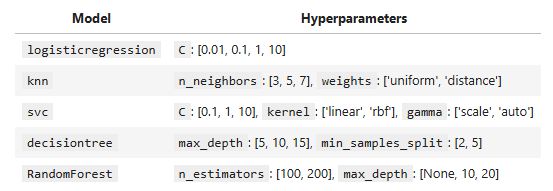 Model Hyperparameters
logisticregression C : [0.01, 0.1, 1, 10]
knn n_neighbors : [3, 5, 7], weights : ['uniform', 'distance']
svc C : [0.1, 1, 10], kernel : ['linear', 'rbf'], gamma : ['scale', 'auto']
decisiontree max_depth : [5, 10, 15], min_samples_split : [2, 5]
RandomForest n_estimators : [100, 200], max_depth : [None, 10, 20]